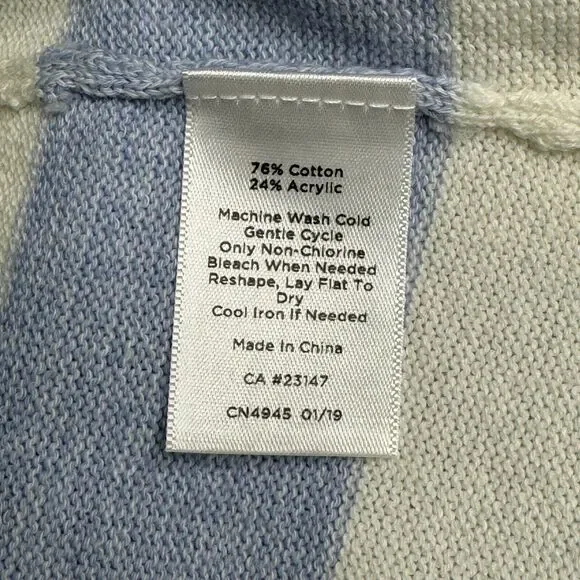 76% Cotton
24% Acrylic
Machine Wash Cold
Gentle Cycle
Only Non-Chlorine
Bleach When Needed
Reshape, Lay Flat To
Dry
Cool Iron If Needed
Made In China
CA #23147
CN4945 01/19